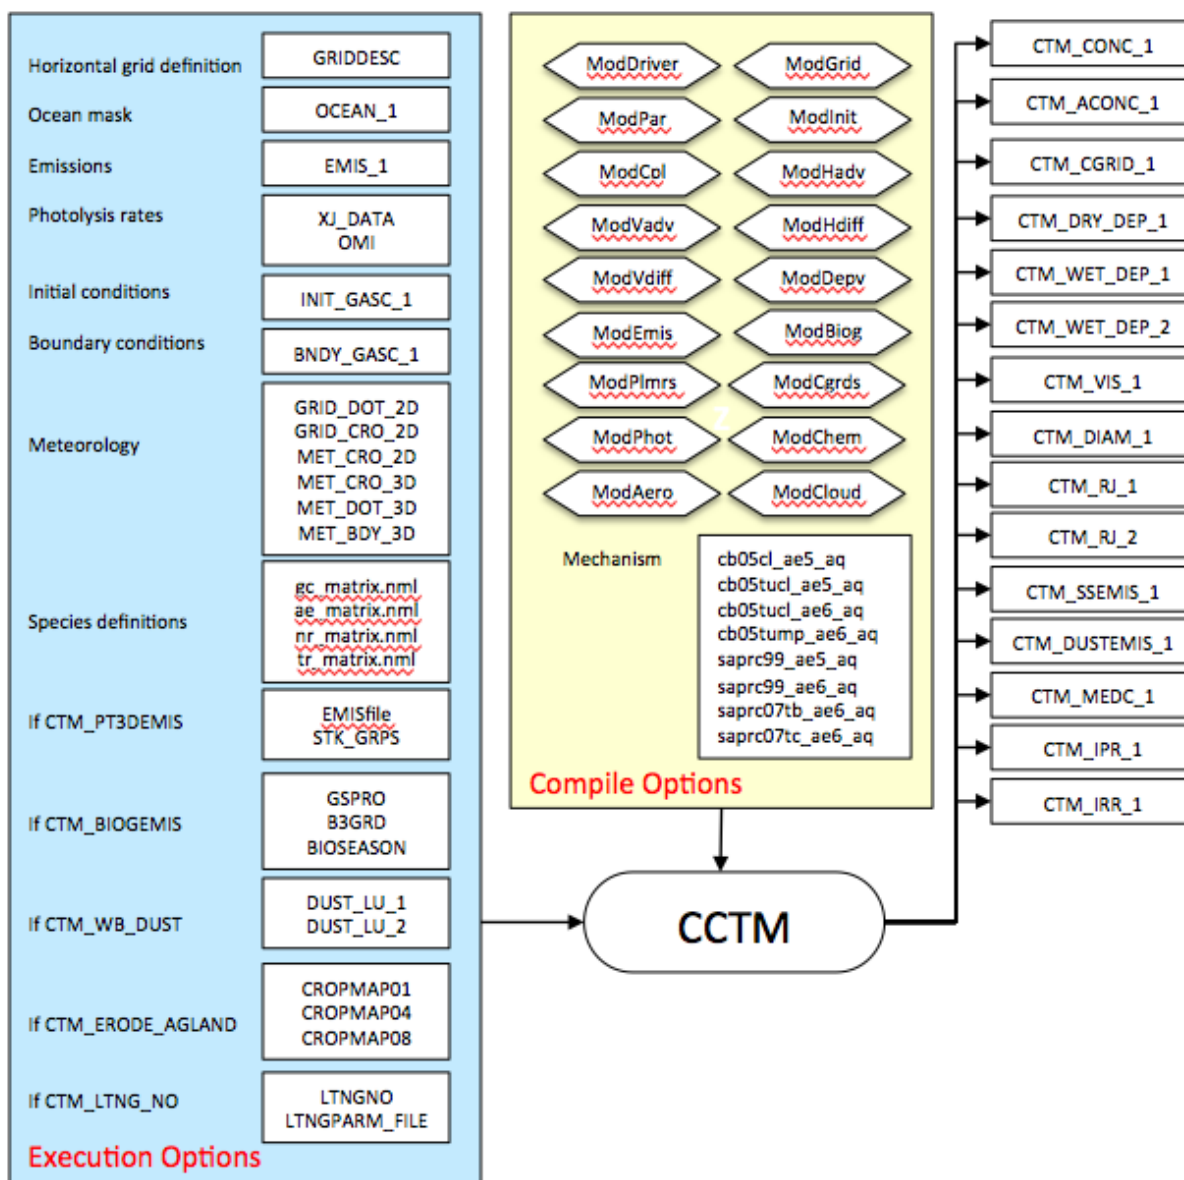 Horizontal grid definition
GRIDDESC
Ocean mask
OCEAN_1
Emissions
EMIS_1
Photolysis rates
XJ_DATA
OMI
Initial conditions
INIT_GASC_1
Boundary conditions
BNDY_GASC_1
Meteorology
GRID_DOT_2D
GRID_CRO_2D
MET_CRO_2D
MET_CRO_3D
MET_DOT_3D
MET_BDY_3D
Species definitions
gc_matrix.nml
ae_matrix.nml
nr_matrix.nml
tr_matrix.nml
If CTM_PT3DEMIS
EMISfile
STK_GRPS
If CTM_BIOGEMIS
GSPRO
B3GRD
BIOSEASON
If CTM_WB_DUST
DUST_LU_1
DUST_LU_2
If CTM_ERODE_AGLAND
CROPMAP01
CROPMAP04
CROPMAP08
If CTM_LTNG_NO
LTNGNO
LTNGPARM_FILE
Execution Options
ModDriver
ModGrid
ModPar
ModInit
ModCpl
ModHadv
ModVadv
ModHdiff
ModVdiff
ModDepv
ModEmis
ModBiog
ModPlmrs
ModCgrds
Z
ModPhot
ModChem
ModAero
ModCloud
Mechanism
cb05cl_ae5_aq
cb05tucl_ae5_aq
cb05tucl_ae6_aq
cb05tump_ae6_aq
saprc99_ae5_aq
saprc99_ae6_aq
saprc07tb_ae6_aq
saprc07tc_ae6_aq
Compile Options
CCTM
CTM_CONC_1
CTM_ACONC_1
CTM_CGRID_1
CTM_DRY_DEP_1
CTM_WET_DEP_1
CTM_WET_DEP_2
CTM_VIS_1
CTM_DIAM_1
CTM_RJ_1
CTM_RJ_2
CTM_SSEMIS_1
CTM_DUSTEMIS_1
CTM_MEDC_1
CTM_IPR_1
CTM_IRR_1